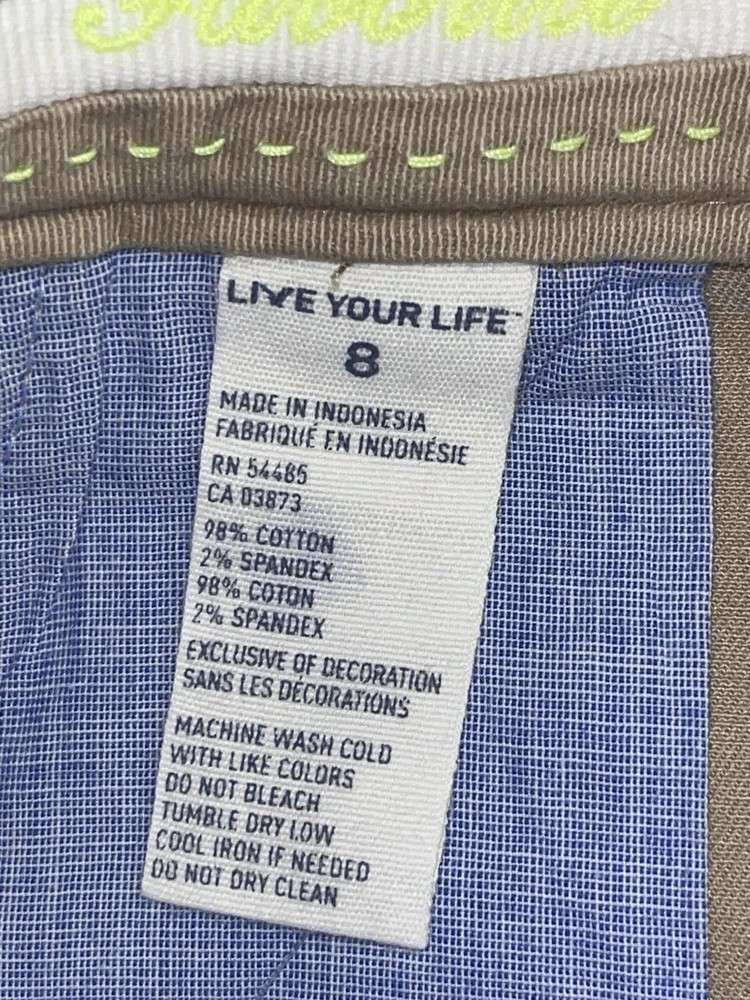 LIVE YOUR LIFE™
8
MADE IN INDONESIA
FABRIQUÉ EN INDONÉSIE
RN 54485
CA 03873
98% COTTON
2% SPANDEX
98% COTON
2% SPANDEX
EXCLUSIVE OF DECORATION
SANS LES DÉCORATIONS
MACHINE WASH COLD
WITH LIKE COLORS
DO NOT BLEACH
TUMBLE DRY LOW
COOL IRON IF NEEDED
DO NOT DRY CLEAN